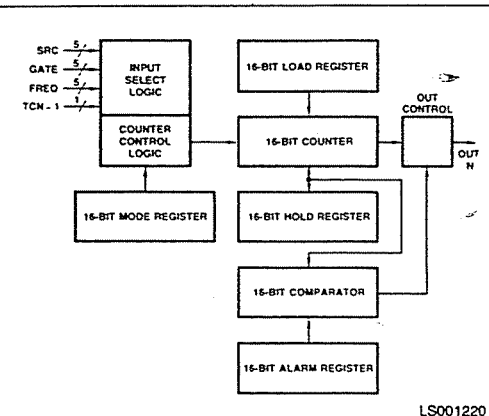 SRC 5
GATE 5
FREQ 5
TCN - 1 1
INPUT
SELECT
LOGIC
COUNTER
CONTROL
LOGIC
16-BIT MODE REGISTER
16-BIT LOAD REGISTER
16-BIT COUNTER
16-BIT HOLD REGISTER
16-BIT COMPARATOR
16-BIT ALARM REGISTER
OUT
CONTROL
OUT
N
LS001220